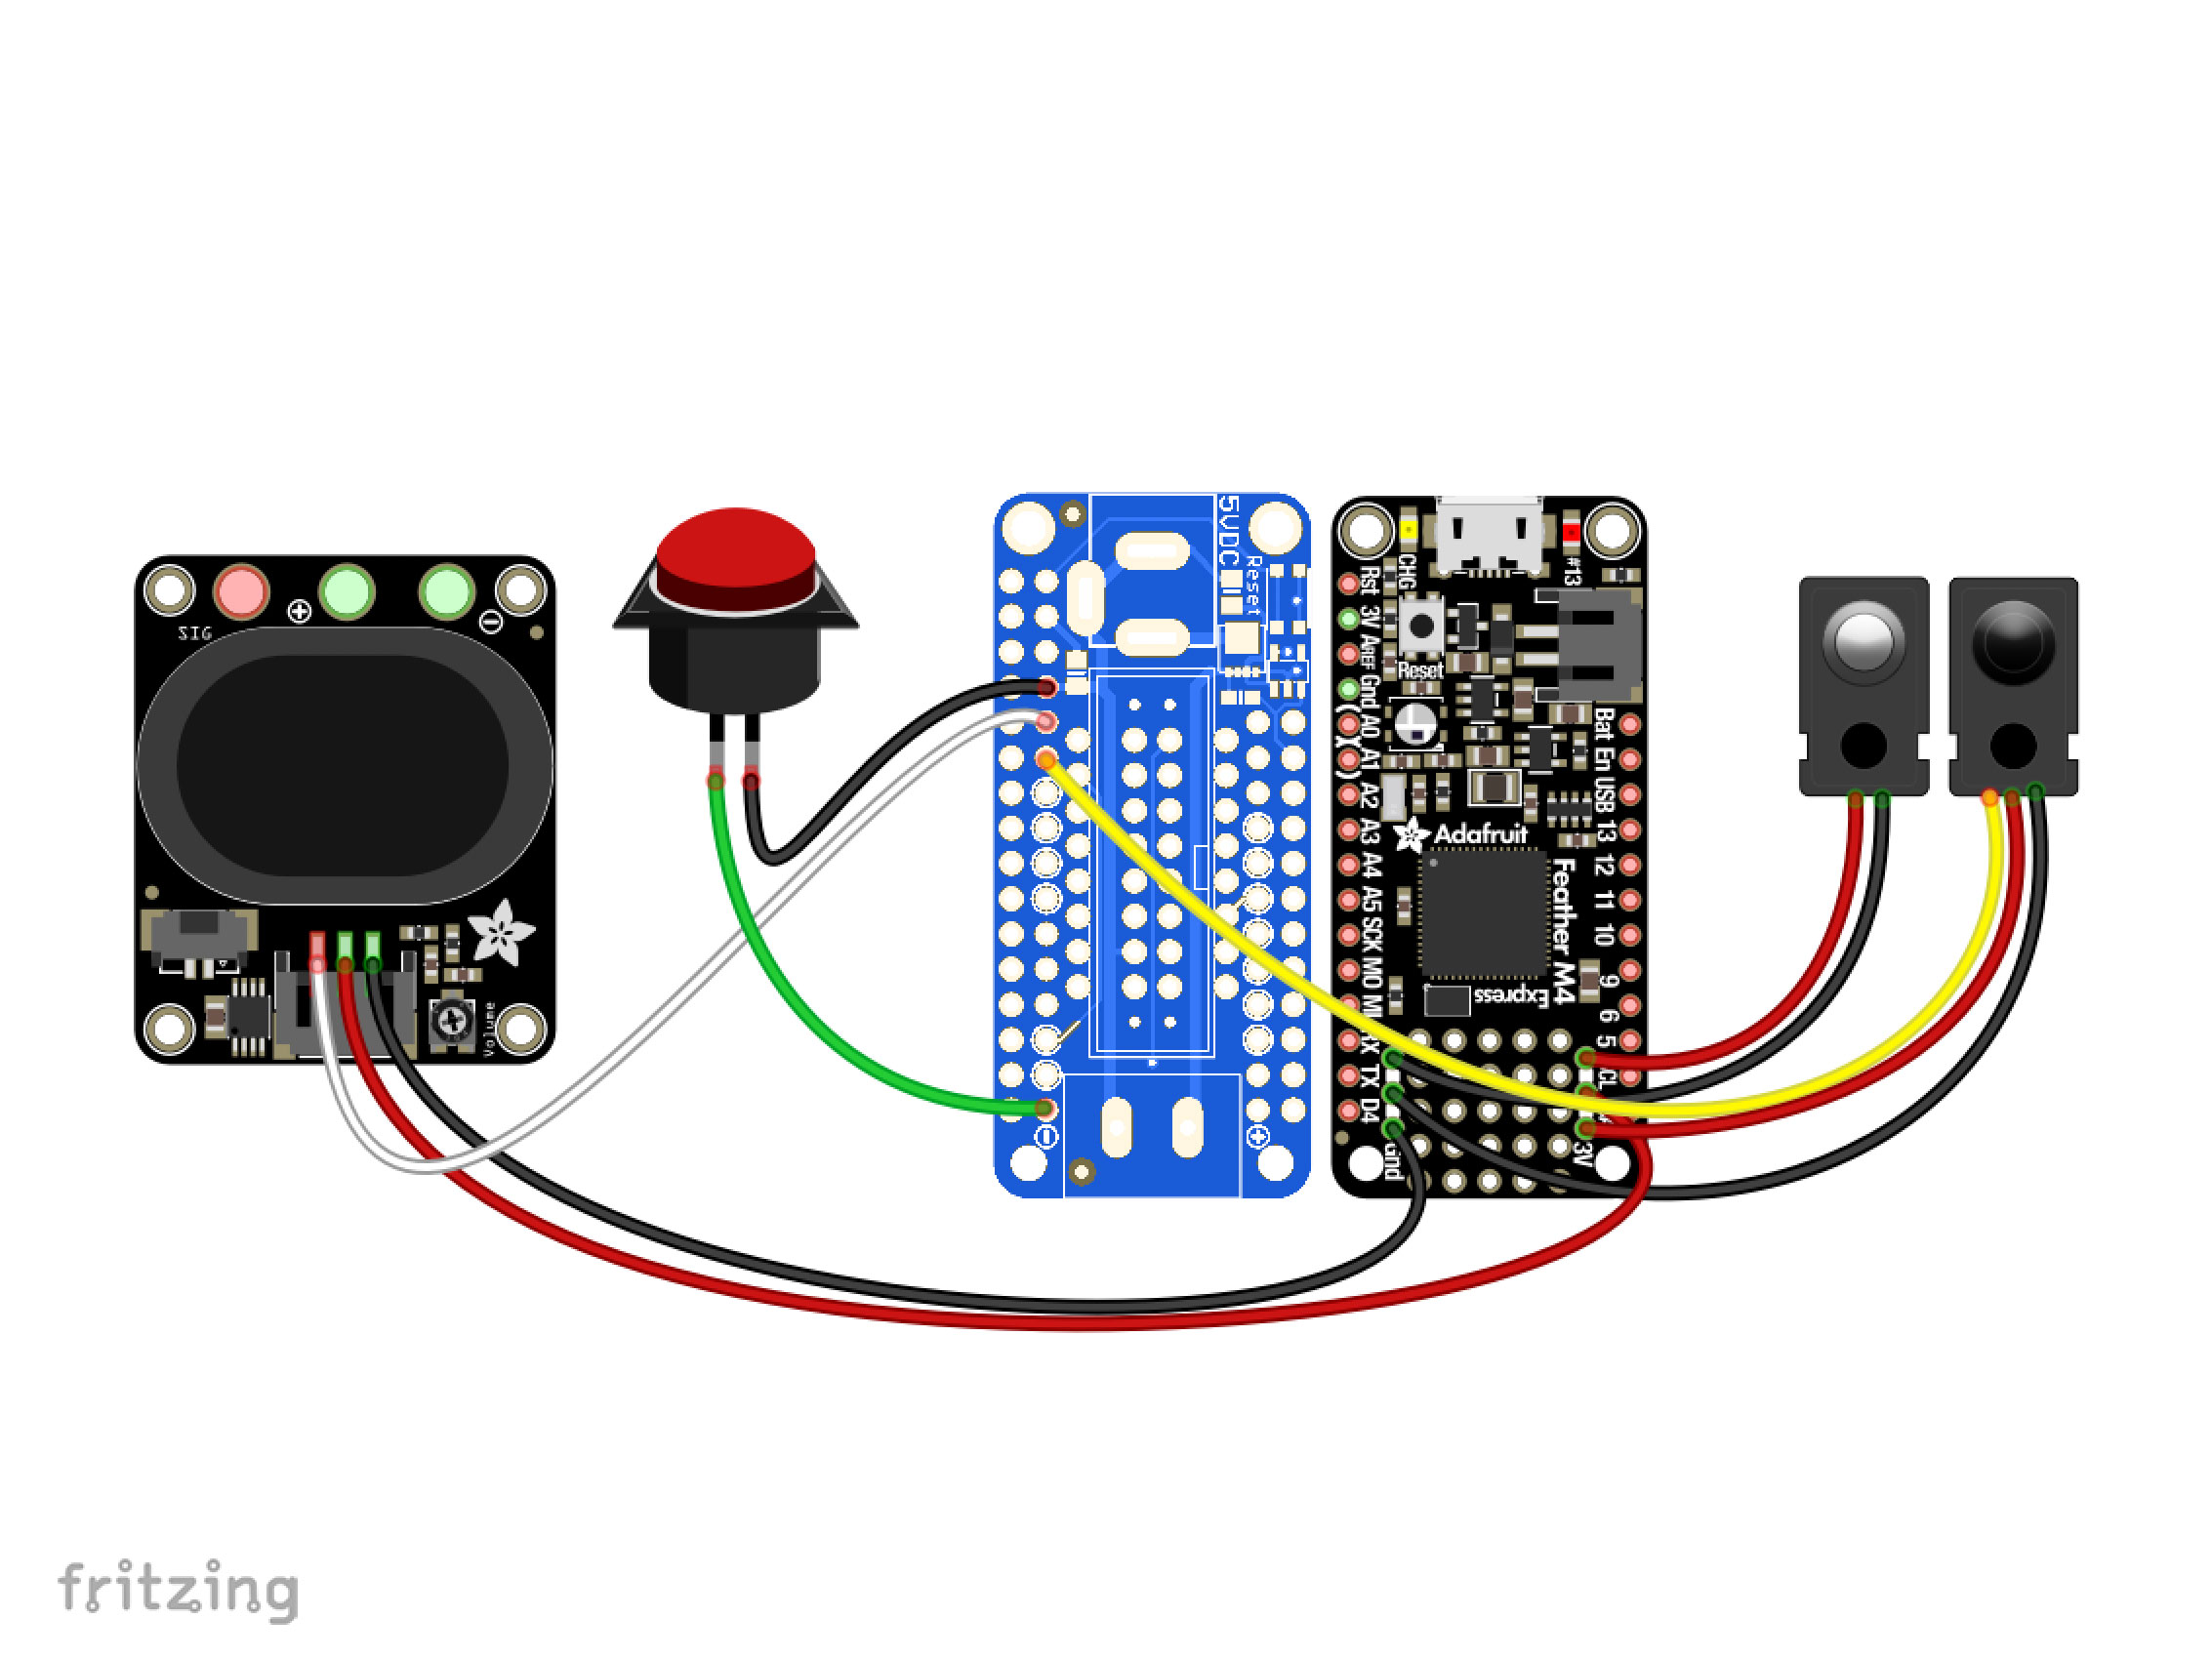 5VDC
Reset
SIG
Volume
CHG
#13
Reset
Rst
3V
Aref
Gnd
A0
A1
A2
A3
A4
A5
SCK
MO
MI
RX
TX
D4
Gnd
Bat
En
USB
13
12
11
10
9
6
5
CL
3V
Adafruit
Feather M4
Express
fritzing